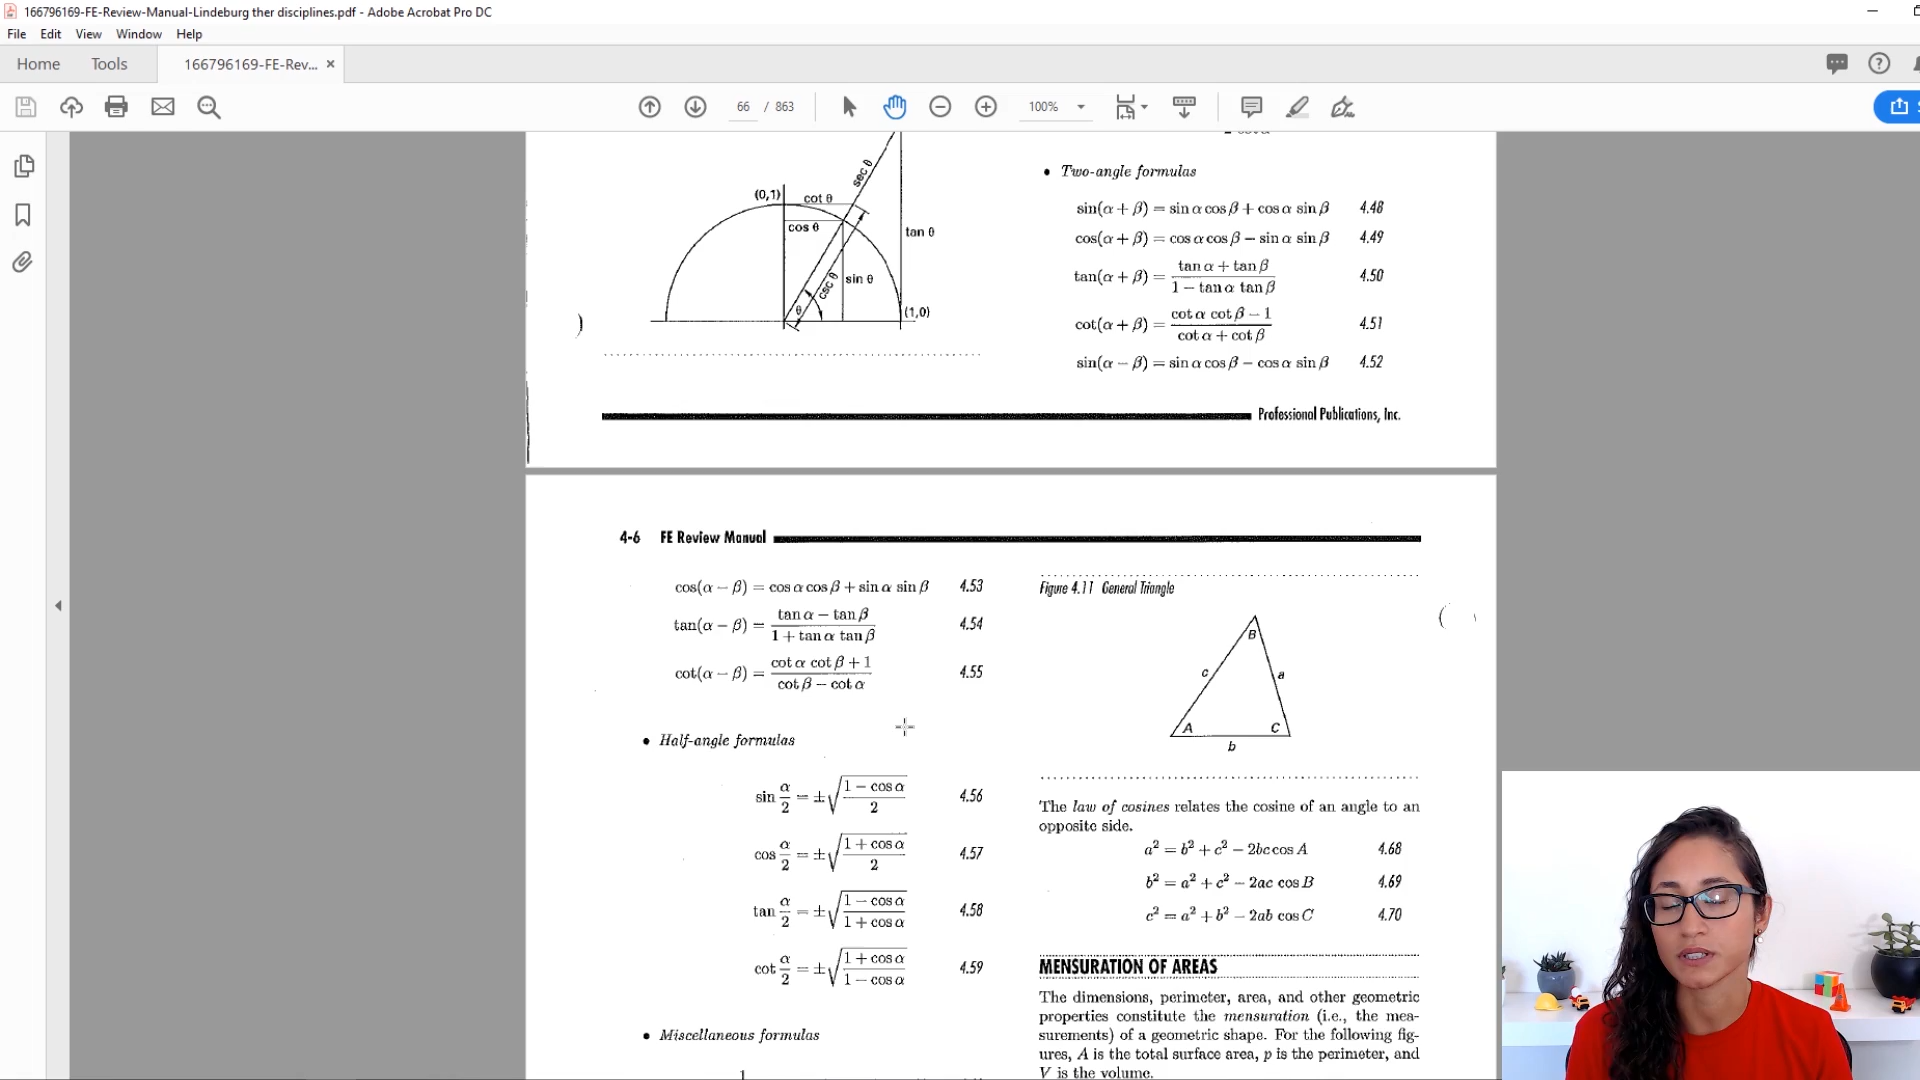 166796169-FE-Review-Manual-Lindeburg ther disciplines.pdf - Adobe Acrobat Pro DC
File Edit View Window Help
Home Tools 166796169-FE-Rev... ×
66 / 863 100%
(0,1) cot θ sec θ
cos θ tan θ
csc θ sin θ
θ (1,0)
• Two-angle formulas
sin(α + β) = sin α cos β + cos α sin β 4.48
cos(α + β) = cos α cos β − sin α sin β 4.49
tan(α + β) = (tan α + tan β) / (1 − tan α tan β) 4.50
cot(α + β) = (cot α cot β − 1) / (cot α + cot β) 4.51
sin(α − β) = sin α cos β − cos α sin β 4.52
Professional Publications, Inc.
4-6 FE Review Manual
cos(α − β) = cos α cos β + sin α sin β 4.53
tan(α − β) = (tan α − tan β) / (1 + tan α tan β) 4.54
cot(α − β) = (cot α cot β + 1) / (cot β − cot α) 4.55
• Half-angle formulas
sin α/2 = ±√((1 − cos α) / 2) 4.56
cos α/2 = ±√((1 + cos α) / 2) 4.57
tan α/2 = ±√((1 − cos α) / (1 + cos α)) 4.58
cot α/2 = ±√((1 + cos α) / (1 − cos α)) 4.59
• Miscellaneous formulas
Figure 4.11 General Triangle
B
c a
A C
b
The law of cosines relates the cosine of an angle to an
opposite side.
a² = b² + c² − 2bc cos A 4.68
b² = a² + c² − 2ac cos B 4.69
c² = a² + b² − 2ab cos C 4.70
MENSURATION OF AREAS
The dimensions, perimeter, area, and other geometric
properties constitute the mensuration (i.e., the mea-
surements) of a geometric shape. For the following fig-
ures, A is the total surface area, p is the perimeter, and
V is the volume.